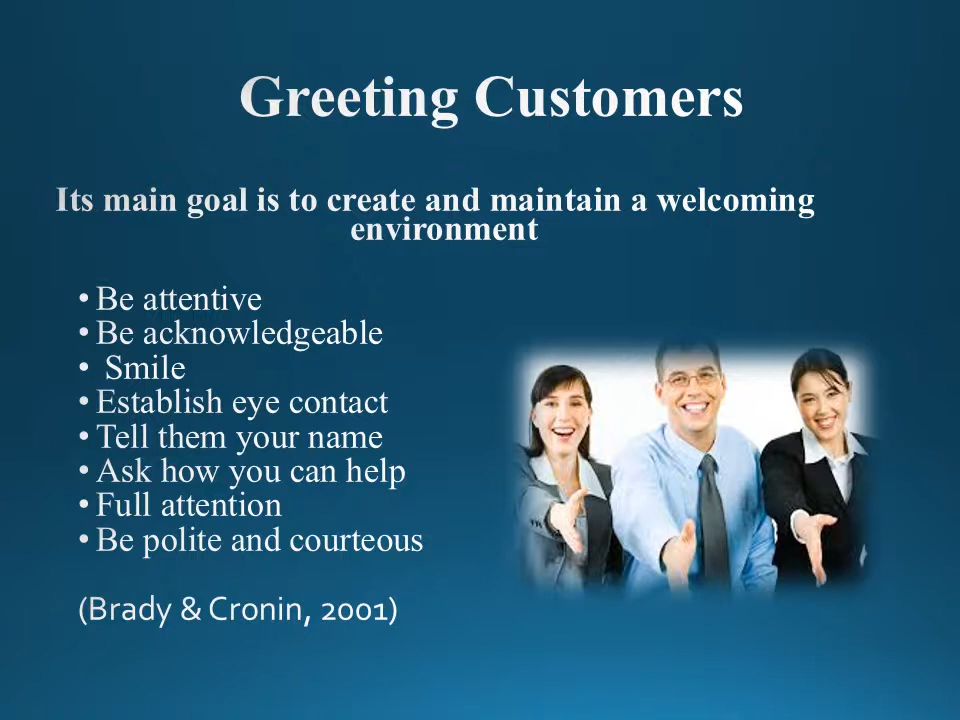 Greeting Customers
Its main goal is to create and maintain a welcoming
environment
• Be attentive
• Be acknowledgeable
• Smile
• Establish eye contact
• Tell them your name
• Ask how you can help
• Full attention
• Be polite and courteous
(Brady & Cronin, 2001)